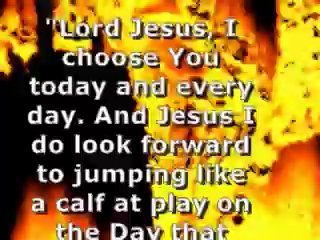 "Lord Jesus, I
choose You
today and every
day. And Jesus I
do look forward
to jumping like
a calf at play on
the Day that